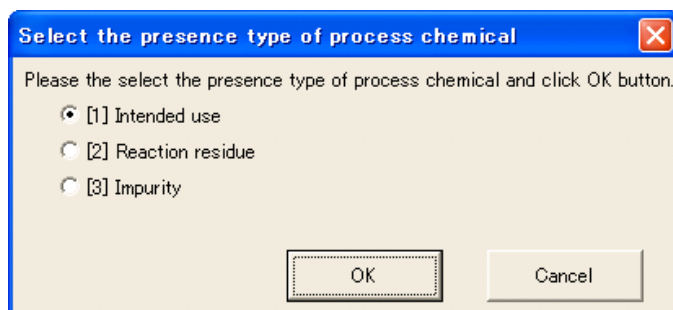 Select the presence type of process chemical
Please the select the presence type of process chemical and click OK button.
[1] Intended use
[2] Reaction residue
[3] Impurity
OK Cancel